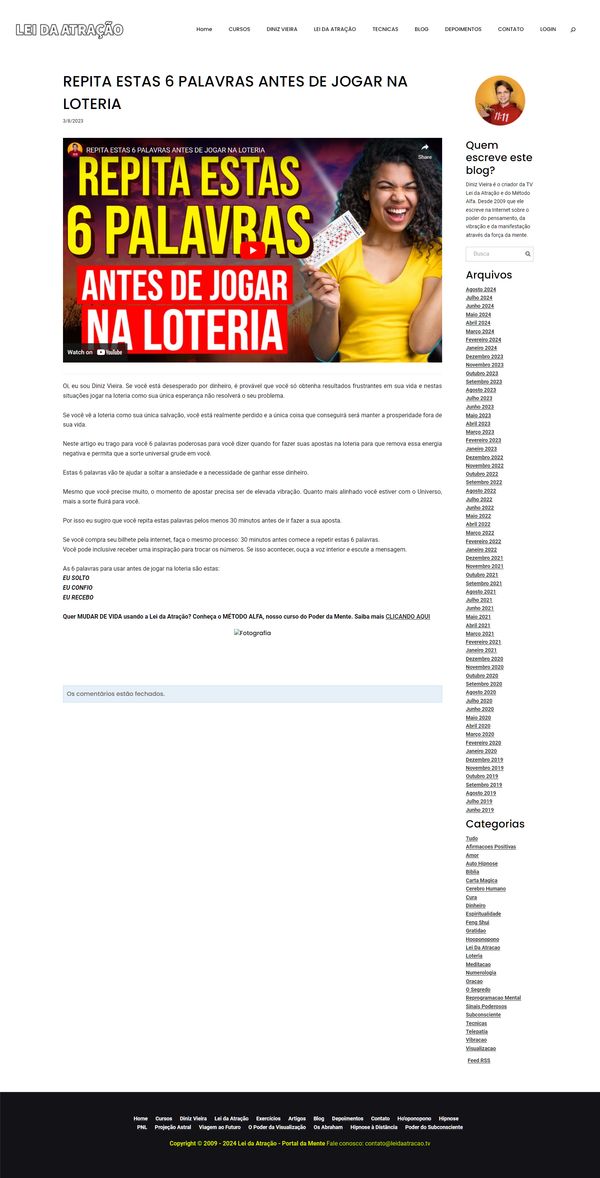 LEI DA ATRAÇÃO
Home CURSOS DINIZ VIEIRA LEI DA ATRAÇÃO TECNICAS BLOG DEPOIMENTOS CONTATO LOGIN
REPITA ESTAS 6 PALAVRAS ANTES DE JOGAR NA
LOTERIA
3/8/2023
REPITA ESTAS 6 PALAVRAS ANTES DE JOGAR NA LOTERIA
Share
REPITA ESTAS
6 PALAVRAS
ANTES DE JOGAR
NA LOTERIA
Watch on YouTube
Oi, eu sou Diniz Vieira. Se você está desesperado por dinheiro, é provável que você só obtenha resultados frustrantes em sua vida e nestas
situações jogar na loteria como sua única esperança não resolverá o seu problema.
Se você vê a loteria como sua única salvação, você está realmente perdido e a única coisa que conseguirá será manter a prosperidade fora de
sua vida.
Neste artigo eu trago para você 6 palavras poderosas para você dizer quando for fazer suas apostas na loteria para que remova essa energia
negativa e permita que a sorte universal grude em você.
Estas 6 palavras vão te ajudar a soltar a ansiedade e a necessidade de ganhar esse dinheiro.
Mesmo que você precise muito, o momento de apostar precisa ser de elevada vibração. Quanto mais alinhado você estiver com o Universo,
mais a sorte fluirá para você.
Por isso eu sugiro que você repita estas palavras pelos menos 30 minutos antes de ir fazer a sua aposta.
Se você compra seu bilhete pela internet, faça o mesmo processo: 30 minutos antes comece a repetir estas 6 palavras.
Você pode inclusive receber uma inspiração para trocar os números. Se isso acontecer, ouça a voz interior e escute a mensagem.
As 6 palavras para usar antes de jogar na loteria são estas:
EU SOLTO
EU CONFIO
EU RECEBO
Quer MUDAR DE VIDA usando a Lei da Atração? Conheça o MÉTODO ALFA, nosso curso do Poder da Mente. Saiba mais CLICANDO AQUI
Fotografia
Os comentários estão fechados.
11:11
Quem
escreve este
blog?
Diniz Vieira é o criador da TV
Lei da Atração e do Método
Alfa. Desde 2009 que ele
escreve na Internet sobre o
poder do pensamento, da
vibração e da manifestação
através da força da mente.
Busca
Arquivos
Agosto 2024
Julho 2024
Junho 2024
Maio 2024
Abril 2024
Março 2024
Fevereiro 2024
Janeiro 2024
Dezembro 2023
Novembro 2023
Outubro 2023
Setembro 2023
Agosto 2023
Julho 2023
Junho 2023
Maio 2023
Abril 2023
Março 2023
Fevereiro 2023
Janeiro 2023
Dezembro 2022
Novembro 2022
Outubro 2022
Setembro 2022
Agosto 2022
Julho 2022
Junho 2022
Maio 2022
Abril 2022
Março 2022
Fevereiro 2022
Janeiro 2022
Dezembro 2021
Novembro 2021
Outubro 2021
Setembro 2021
Agosto 2021
Julho 2021
Junho 2021
Maio 2021
Abril 2021
Março 2021
Fevereiro 2021
Janeiro 2021
Dezembro 2020
Novembro 2020
Outubro 2020
Setembro 2020
Agosto 2020
Julho 2020
Junho 2020
Maio 2020
Abril 2020
Março 2020
Fevereiro 2020
Janeiro 2020
Dezembro 2019
Novembro 2019
Outubro 2019
Setembro 2019
Agosto 2019
Julho 2019
Junho 2019
Categorias
Tudo
Afirmacoes Positivas
Amor
Auto Hipnose
Biblia
Carta Magica
Cerebro Humano
Cura
Dinheiro
Espiritualidade
Feng Shui
Gratidao
Hooponopono
Lei Da Atracao
Loteria
Meditacao
Numerologia
Oracao
O Segredo
Reprogramacao Mental
Sinais Poderosos
Subconsciente
Tecnicas
Telepatia
Vibracao
Visualizacao
Feed RSS
Home Cursos Diniz Vieira Lei da Atração Exercícios Artigos Blog Depoimentos Contato Ho'oponopono Hipnose
PNL Projeção Astral Viagem ao Futuro O Poder da Visualização Os Abraham Hipnose à Distância Poder do Subconsciente
Copyright © 2009 - 2024 Lei da Atração - Portal da Mente Fale conosco: contato@leidaatracao.tv